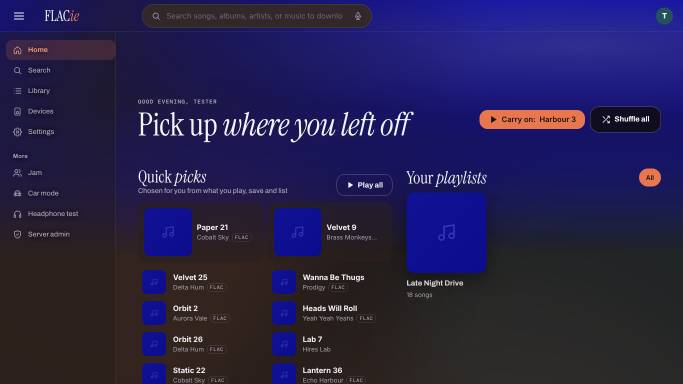 FLACie
Search songs, albums, artists, or music to downlo
T
Home
Search
Library
Devices
Settings
More
Jam
Car mode
Headphone test
Server admin
GOOD EVENING, TESTER
Pick up where you left off
Carry on: Harbour 3
Shuffle all
Quick picks
Chosen for you from what you play, save and list
Play all
Paper 21
Cobalt Sky FLAC
Velvet 9
Brass Monkeys...
Velvet 25
Delta Hum FLAC
Wanna Be Thugs
Prodigy FLAC
Orbit 2
Aurora Vale FLAC
Heads Will Roll
Yeah Yeah Yeahs FLAC
Orbit 26
Delta Hum FLAC
Lab 7
Hires Lab
Static 22
Cobalt Sky FLAC
Lantern 36
Echo Harbour FLAC
Your playlists
All
Late Night Drive
18 songs